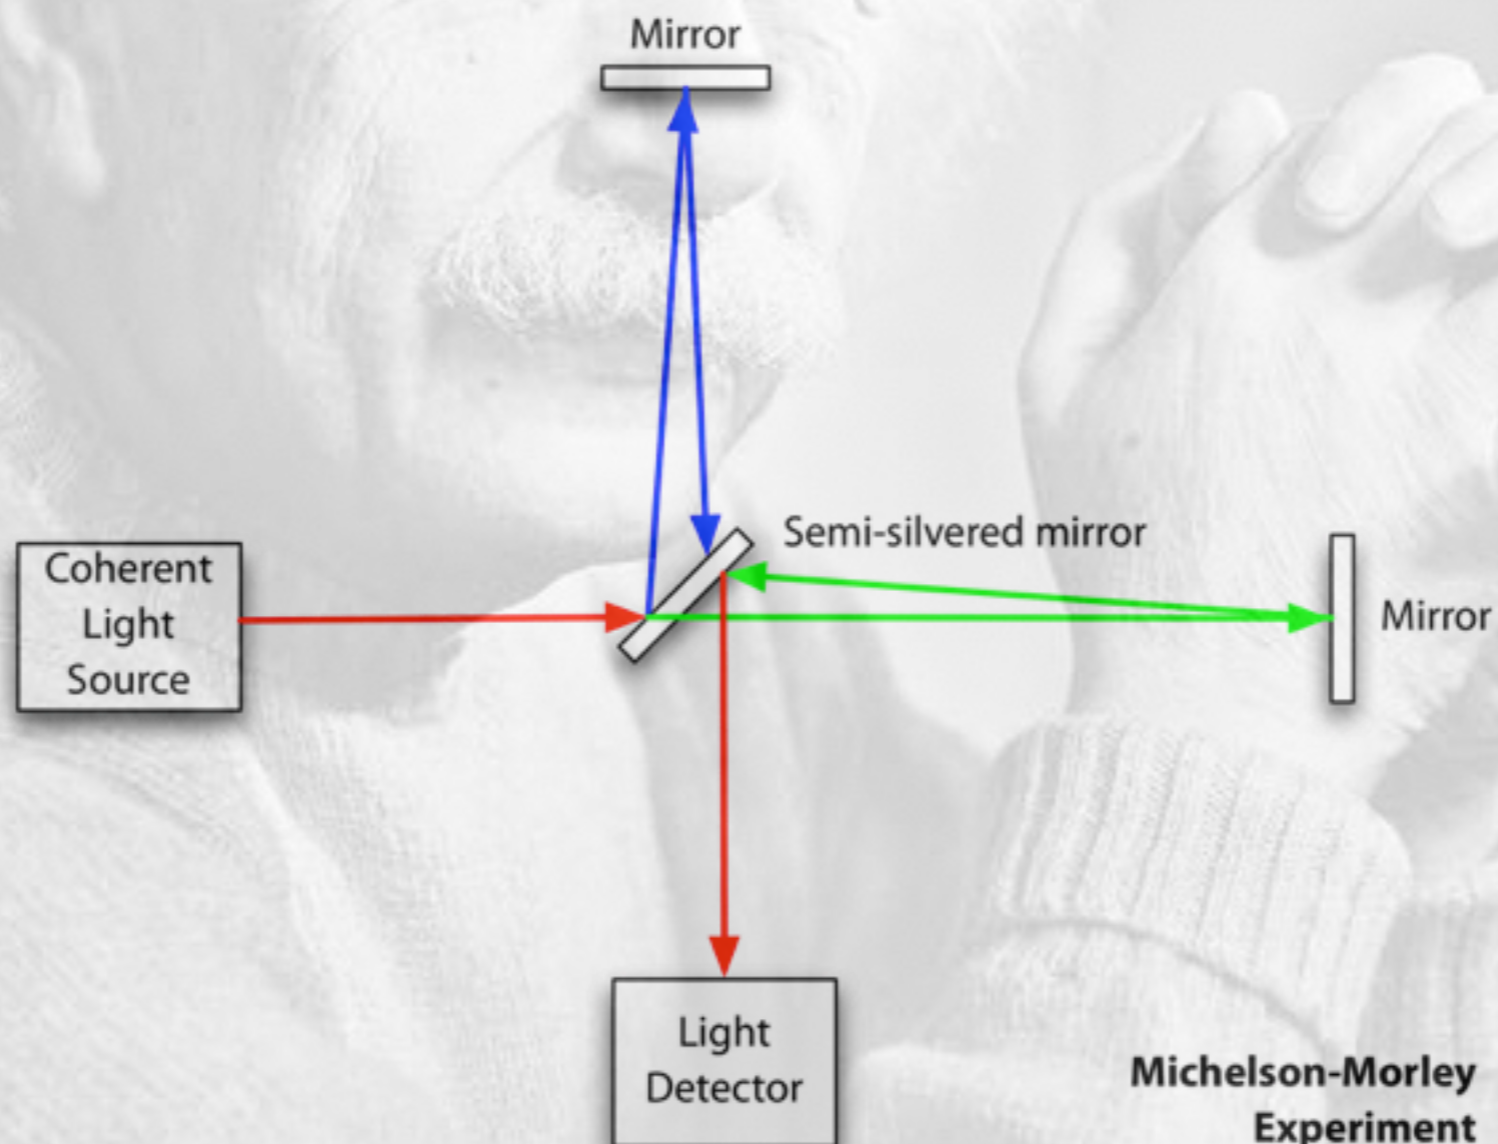 Mirror
Semi-silvered mirror
Coherent
Light
Source
Mirror
Light
Detector
Michelson-Morley
Experiment